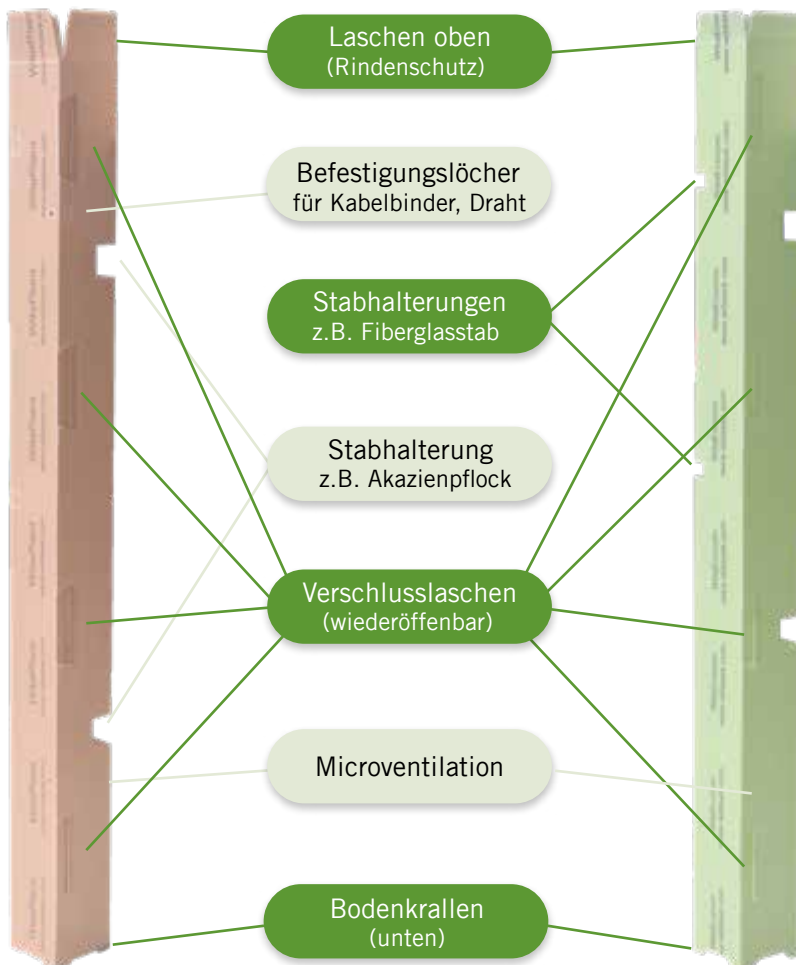 Laschen oben
(Rindenschutz)
Befestigungslöcher
für Kabelbinder, Draht
Stabhalterungen
z.B. Fiberglasstab
Stabhalterung
z.B. Akazienpflock
Verschlusslaschen
(wiederöffenbar)
Microventilation
Bodenkrallen
(unten)